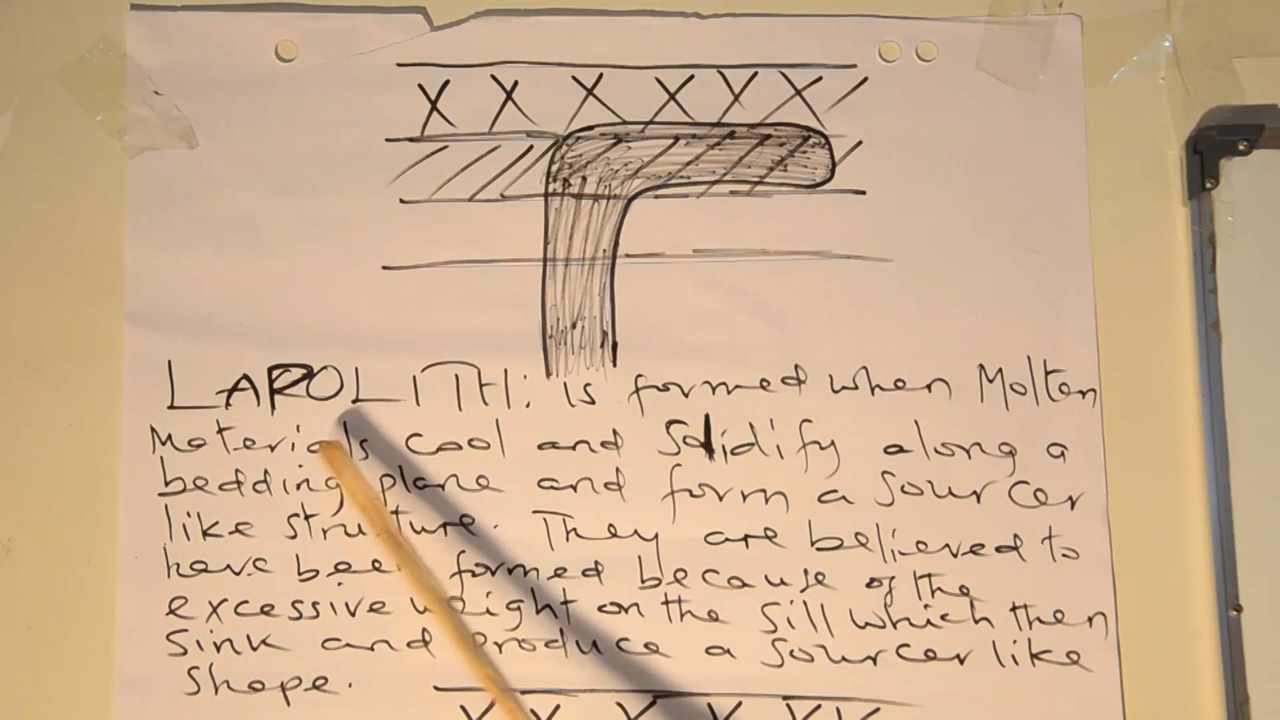 LAPOLITH: is formed when Molten
Materials cool and Solidify along a
bedding plane and form a Sourcer
like structure. They are believed to
have been formed because of the
excessive weight on the Sill which then
Sink and produce a Sourcer like
Shape.